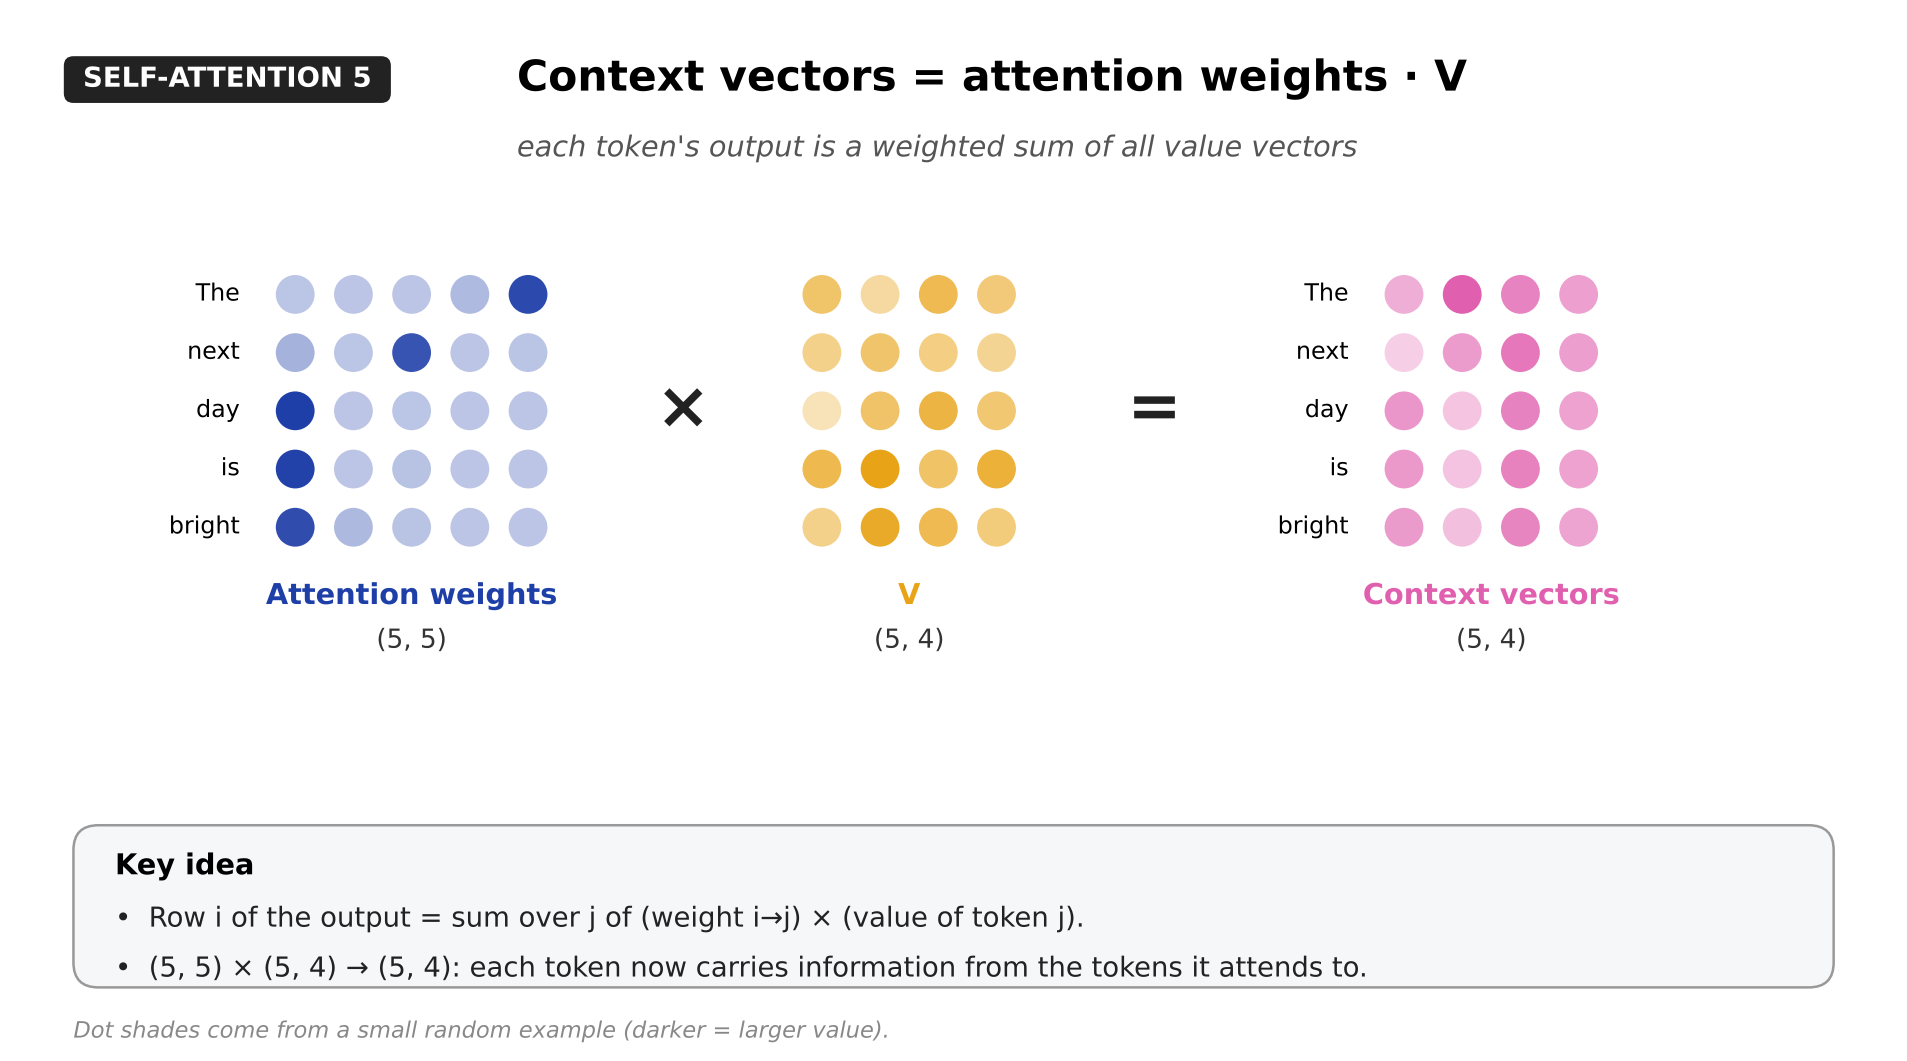 SELF-ATTENTION 5
Context vectors = attention weights · V
each token's output is a weighted sum of all value vectors
The
next
day
is
bright
Attention weights
(5, 5)
×
V
(5, 4)
=
The
next
day
is
bright
Context vectors
(5, 4)
Key idea
• Row i of the output = sum over j of (weight i→j) × (value of token j).
• (5, 5) × (5, 4) → (5, 4): each token now carries information from the tokens it attends to.
Dot shades come from a small random example (darker = larger value).